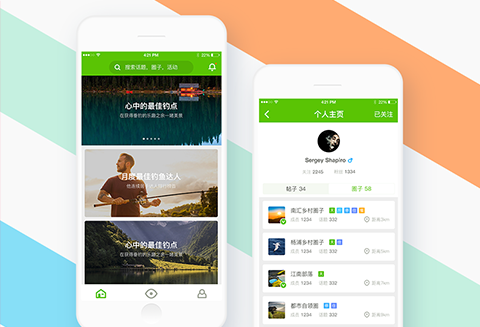 4:21 PM
22%
搜索话题、圈子、活动
心中的最佳钓点
在获得垂钓的乐趣之余一睹美景
月度最佳钓鱼达人
心中的最佳钓点
在获得垂钓的乐趣之余一睹美景
4:21 PM
22%
个人主页
已关注
Sergey Shapiro
关注 2245
粉丝 1334
帖子 34
圈子 58
南汇乡村圈子
成员 1234
话题 332
距离5km
杨浦乡村圈子
成员 1234
话题 332
距离5km
江南部落
成员 1234
话题 332
距离5km
都市白领圈
成员 1234
话题 332